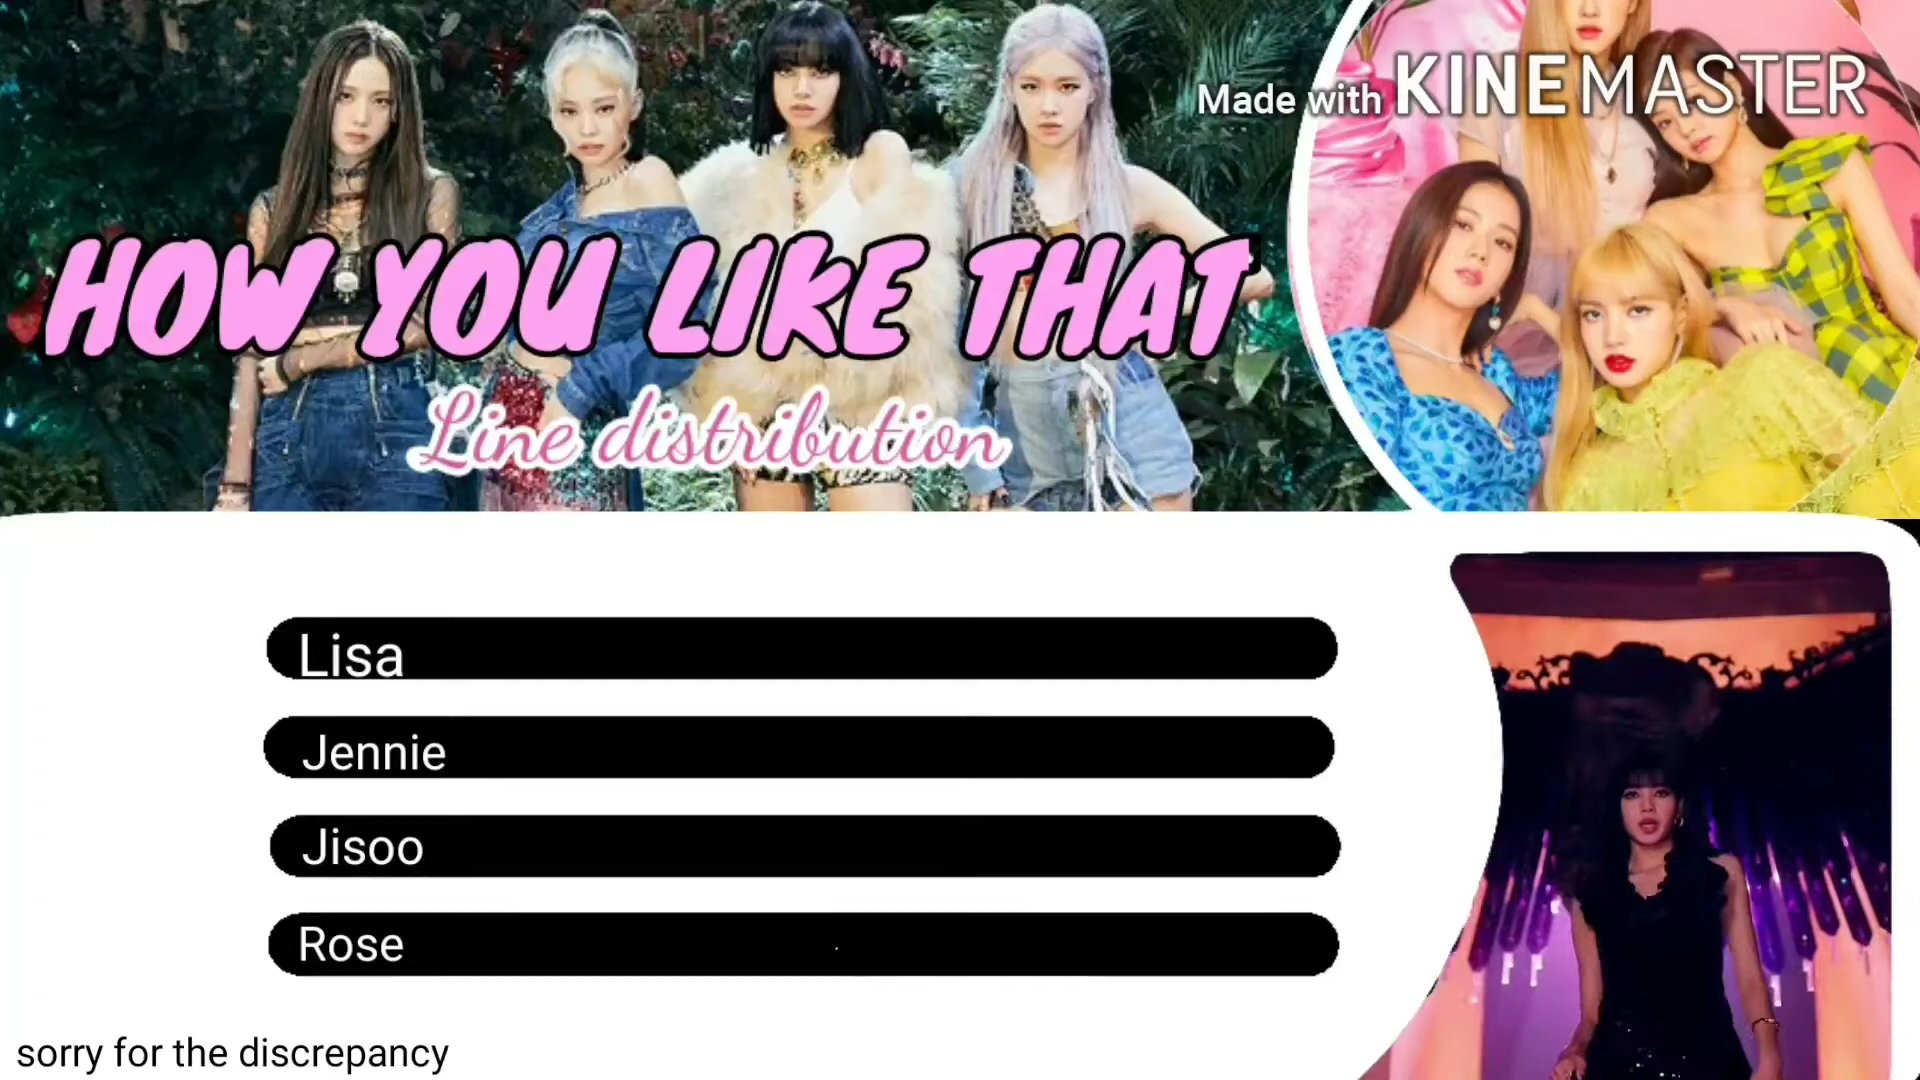 Made with KINEMASTER
HOW YOU LIKE THAT
Line distribution
Lisa
Jennie
Jisoo
Rose
sorry for the discrepancy